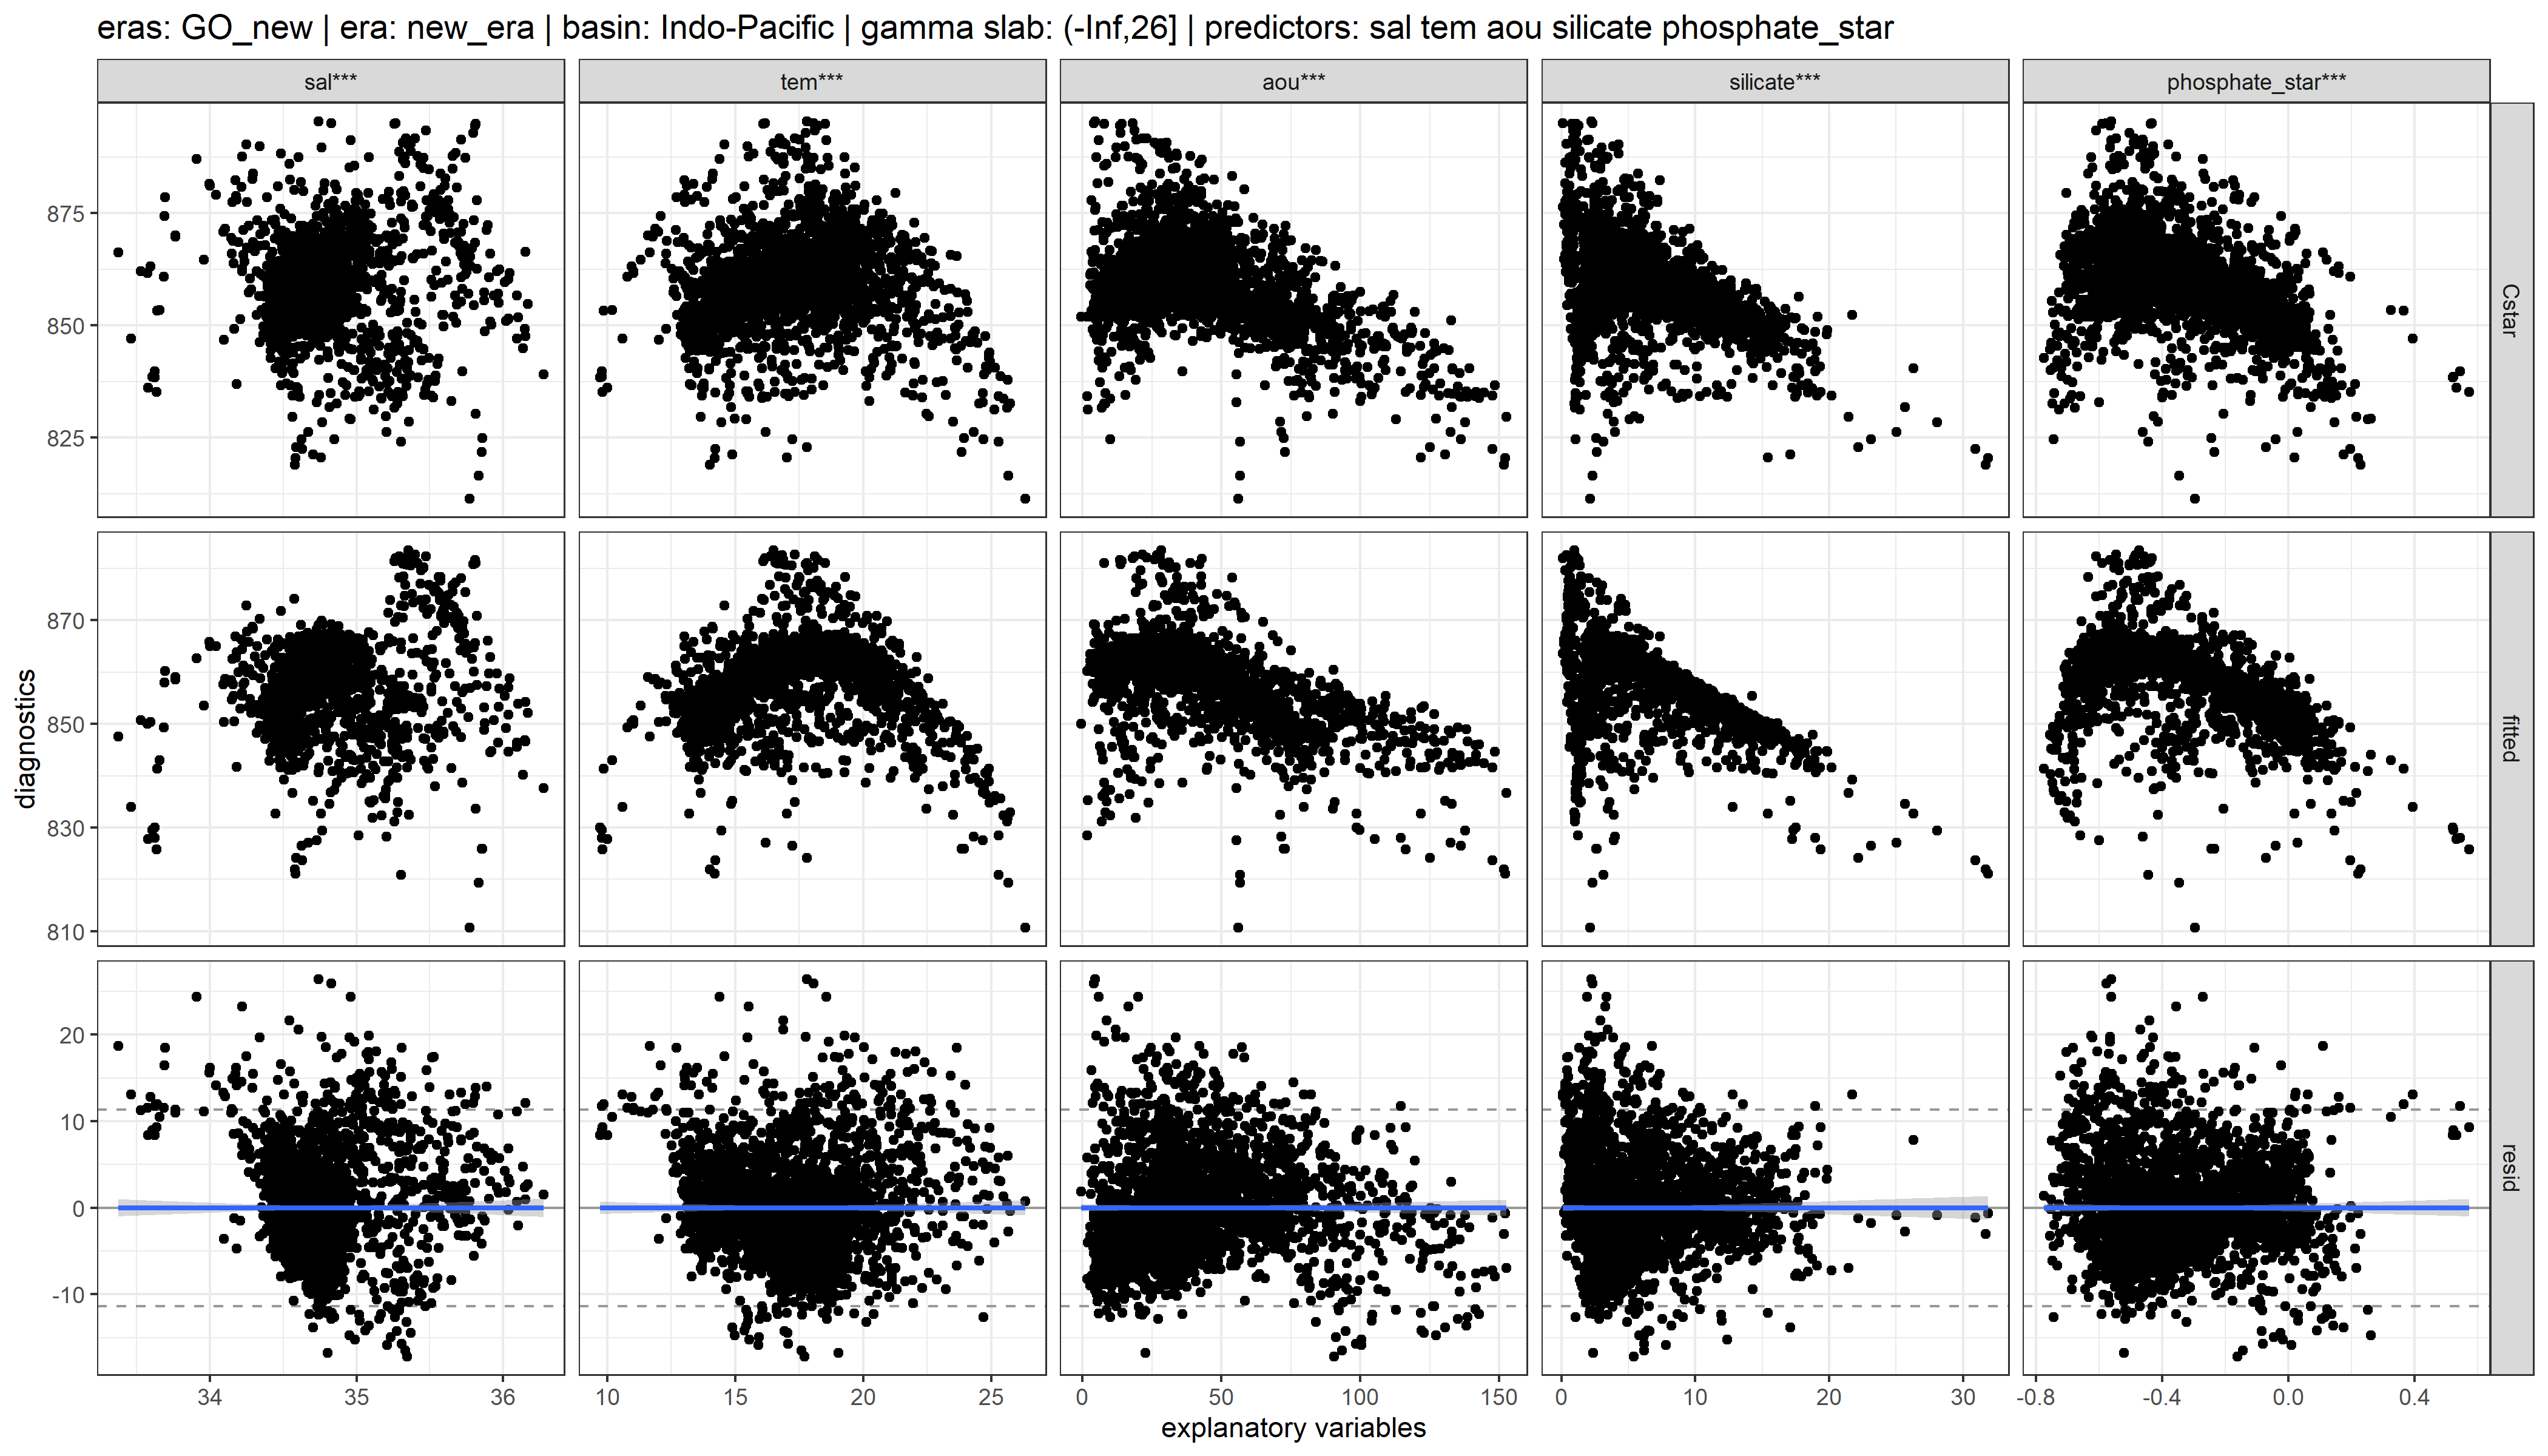 eras: GO_new | era: new_era | basin: Indo-Pacific | gamma slab: (-Inf,26] | predictors: sal tem aou silicate phosphate_star
sal***
tem***
aou***
silicate***
phosphate_star***
875
850
825
Cstar
870
850
830
810
fitted
20
10
0
-10
resid
diagnostics
34 35 36
10 15 20 25
0 50 100 150
0 10 20 30
-0.8 -0.4 0.0 0.4
explanatory variables